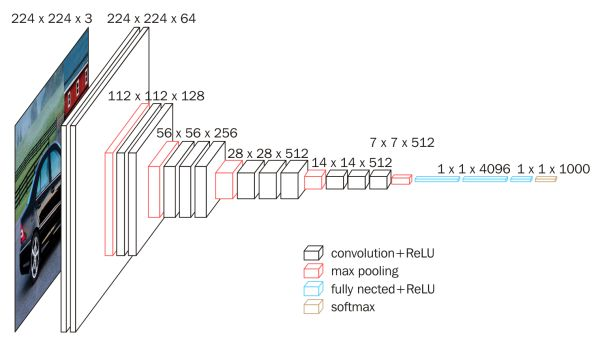 224 x 224 x 3
224 x 224 x 64
112 x 112 x 128
56 x 56 x 256
28 x 28 x 512
14 x 14 x 512
7 x 7 x 512
1 x 1 x 4096
1 x 1 x 1000
convolution+ReLU
max pooling
fully nected+ReLU
softmax